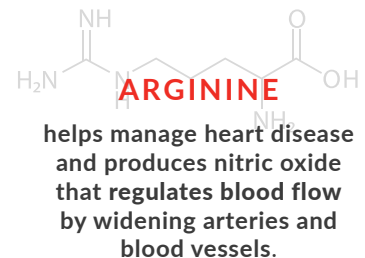 NH
O
H₂N
N
H
OH
ARGININE
NH₂
helps manage heart disease
and produces nitric oxide
that regulates blood flow
by widening arteries and
blood vessels.